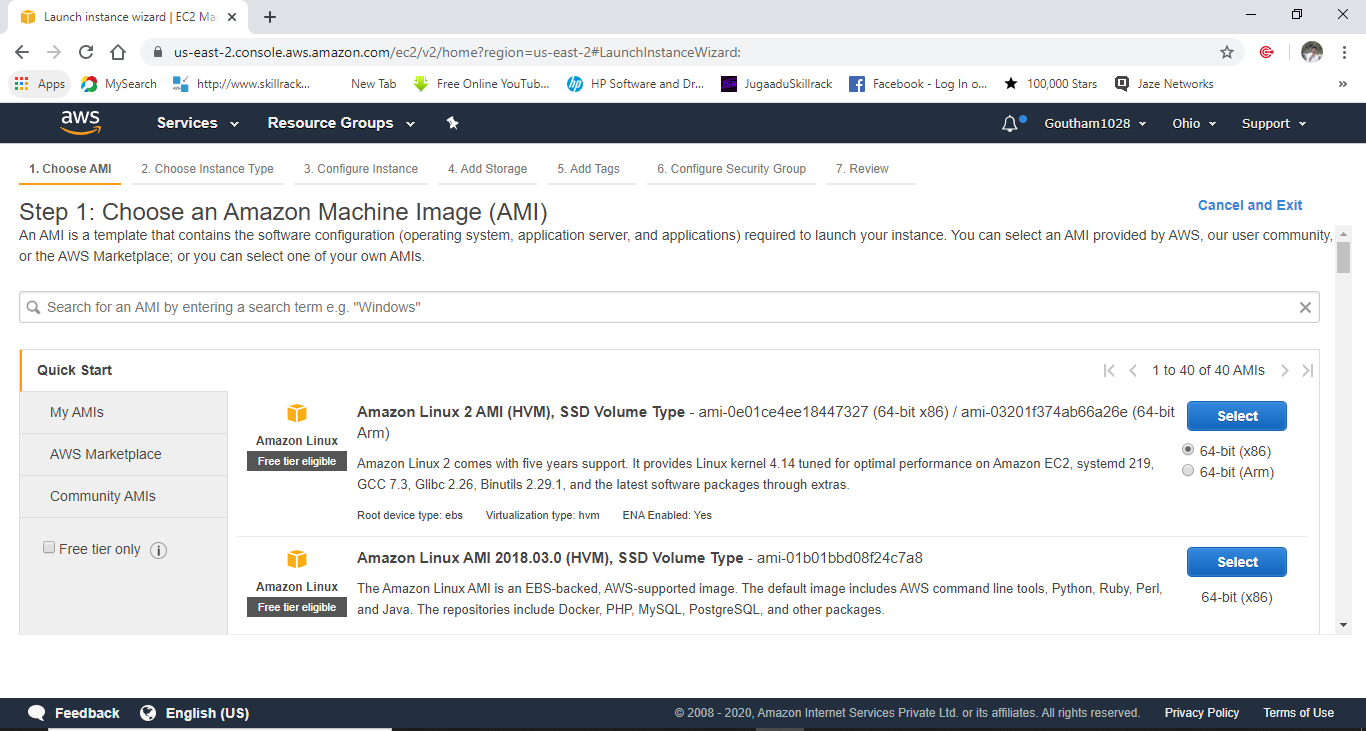 Launch instance wizard | EC2 Mar
us-east-2.console.aws.amazon.com/ec2/v2/home?region=us-east-2#LaunchInstanceWizard:
Apps MySearch http://www.skillrack... New Tab Free Online YouTub... HP Software and Dr... JugaaduSkillrack Facebook - Log In o... 100,000 Stars Jaze Networks »
aws Services Resource Groups Goutham1028 Ohio Support
1. Choose AMI 2. Choose Instance Type 3. Configure Instance 4. Add Storage 5. Add Tags 6. Configure Security Group 7. Review
Step 1: Choose an Amazon Machine Image (AMI)
Cancel and Exit
An AMI is a template that contains the software configuration (operating system, application server, and applications) required to launch your instance. You can select an AMI provided by AWS, our user community,
or the AWS Marketplace; or you can select one of your own AMIs.
Search for an AMI by entering a search term e.g. "Windows"
Quick Start
My AMIs
AWS Marketplace
Community AMIs
Free tier only
1 to 40 of 40 AMIs
Amazon Linux
Free tier eligible
Amazon Linux 2 AMI (HVM), SSD Volume Type - ami-0e01ce4ee18447327 (64-bit x86) / ami-03201f374ab66a26e (64-bit
Arm)
Amazon Linux 2 comes with five years support. It provides Linux kernel 4.14 tuned for optimal performance on Amazon EC2, systemd 219,
GCC 7.3, Glibc 2.26, Binutils 2.29.1, and the latest software packages through extras.
Root device type: ebs Virtualization type: hvm ENA Enabled: Yes
Select
64-bit (x86)
64-bit (Arm)
Amazon Linux
Free tier eligible
Amazon Linux AMI 2018.03.0 (HVM), SSD Volume Type - ami-01b01bbd08f24c7a8
The Amazon Linux AMI is an EBS-backed, AWS-supported image. The default image includes AWS command line tools, Python, Ruby, Perl,
and Java. The repositories include Docker, PHP, MySQL, PostgreSQL, and other packages.
Select
64-bit (x86)
Feedback English (US) © 2008 - 2020, Amazon Internet Services Private Ltd. or its affiliates. All rights reserved. Privacy Policy Terms of Use